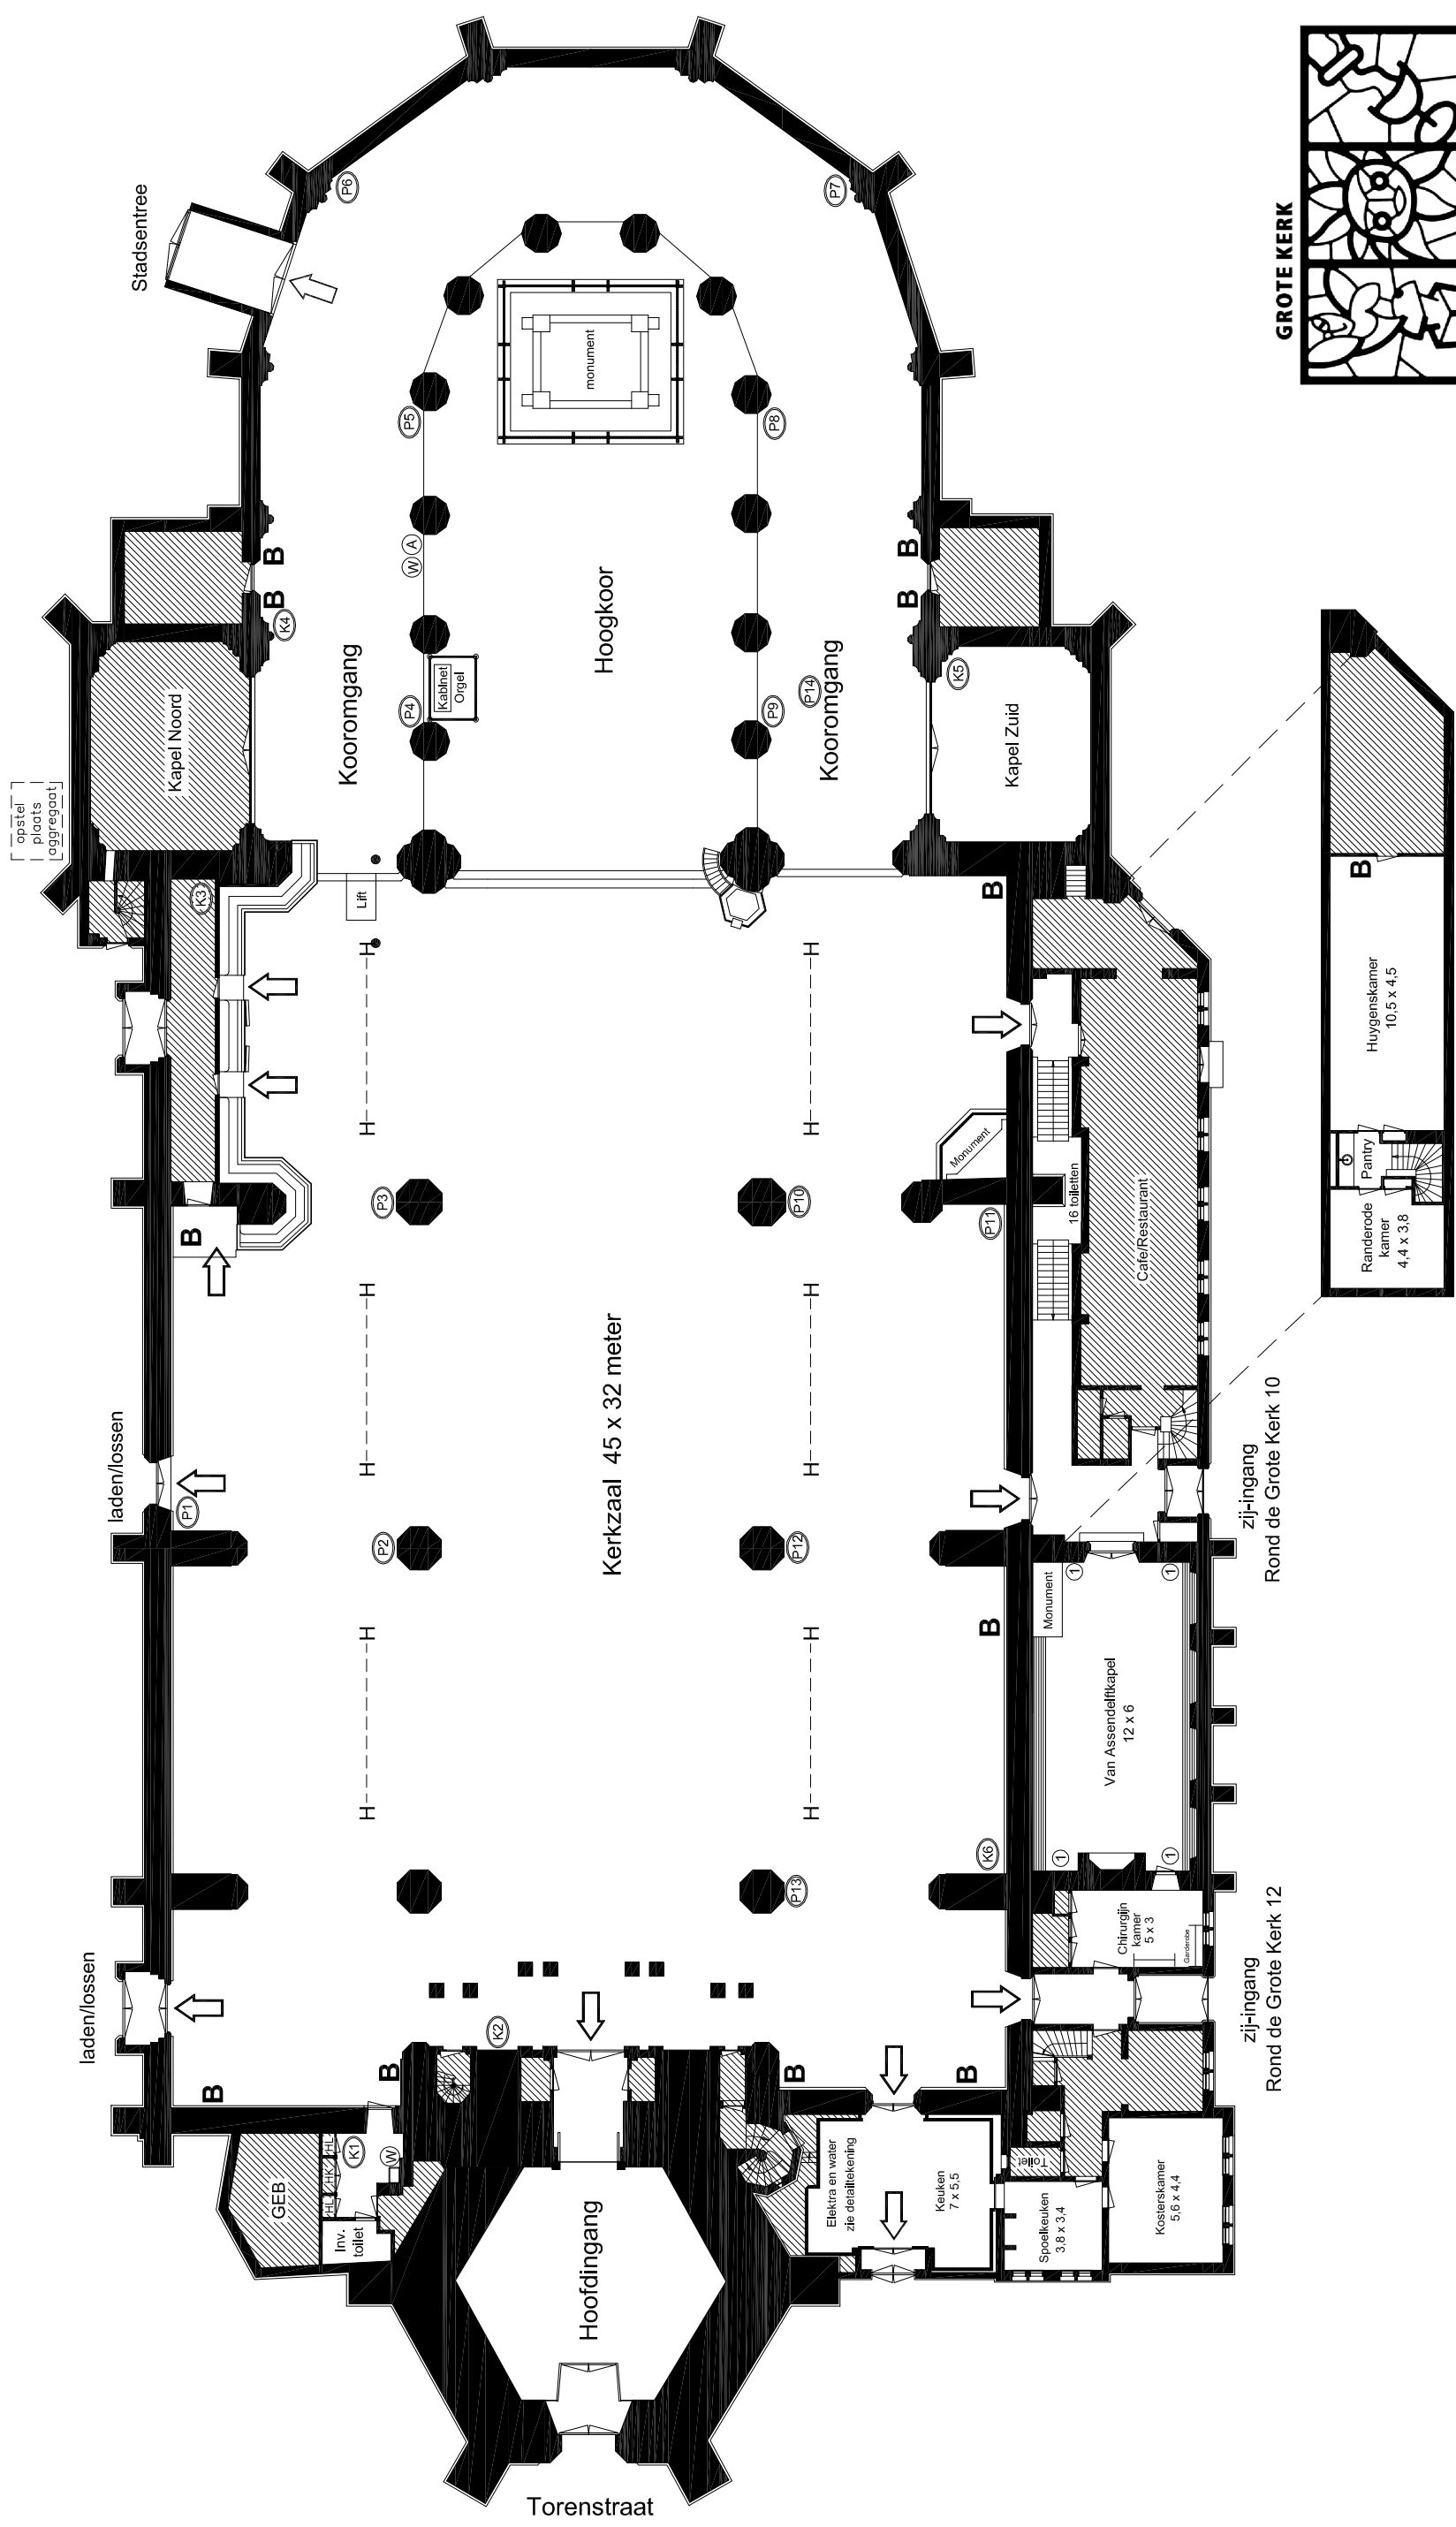 GROTE KERK
Stadsentree
P6
P7
monument
P5
P8
W
A
B
B
B
B
K4
K5
Hoogkoor
Kooromgang
Kooromgang
Kabinet
Orgel
P4
P9
P14
Kapel Noord
Kapel Zuid
opstel
plaats
aggregaat
K3
Lift
B
B
H
H
H
H
Huygenskamer
10,5 x 4,5
Pantry
Randerode
kamer
4,4 x 3,8
Monument
16 toiletten
Cafe/Restaurant
P3
P10
P11
B
H
H
H
H
Kerkzaal 45 x 32 meter
laden/lossen
P1
P2
P12
zij-ingang
Rond de Grote Kerk 10
Monument
1
1
B
H
H
H
H
Van Assendelftkapel
12 x 6
1
1
K6
P13
Chirurgijn
kamer
5 x 3
Garderobe
laden/lossen
zij-ingang
Rond de Grote Kerk 12
K2
B
B
B
B
GEB
HL
HK
HL
K1
W
Inv.
toilet
Elektra en water
zie detailtekening
Keuken
7 x 5,5
Toilet
Spoelkeuken
3,8 x 3,4
Kosterskamer
5,6 x 4,4
Hoofdingang
Torenstraat